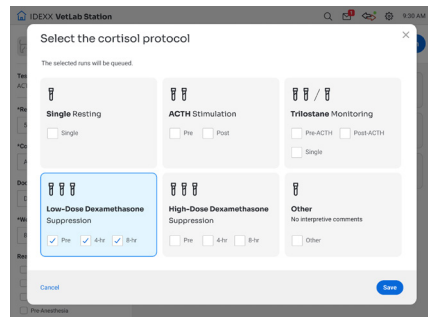 IDEXX VetLab Station
9:30 AM
Select the cortisol protocol
The selected runs will be queued.
Single Resting
Single
ACTH Stimulation
Pre Post
/
Trilostane Monitoring
Pre-ACTH Post-ACTH
Single
Low-Dose Dexamethasone
Suppression
Pre 4-hr 8-hr
High-Dose Dexamethasone
Suppression
Pre 4-hr 8-hr
Other
No interpretive comments
Other
Cancel
Save
Pre Anesthesia